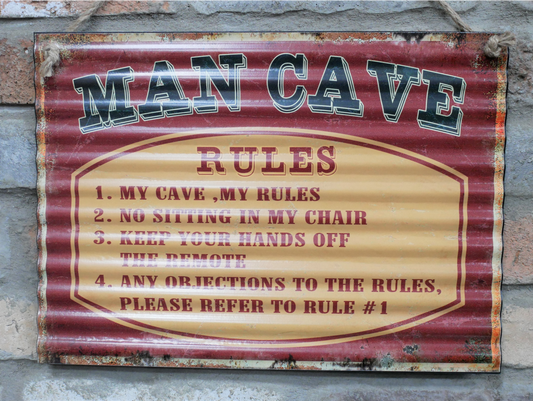 MAN CAVE
RULES
1. MY CAVE ,MY RULES
2. NO SITTING IN MY CHAIR
3. KEEP YOUR HANDS OFF
THE REMOTE
4. ANY OBJECTIONS TO THE RULES,
PLEASE REFER TO RULE #1